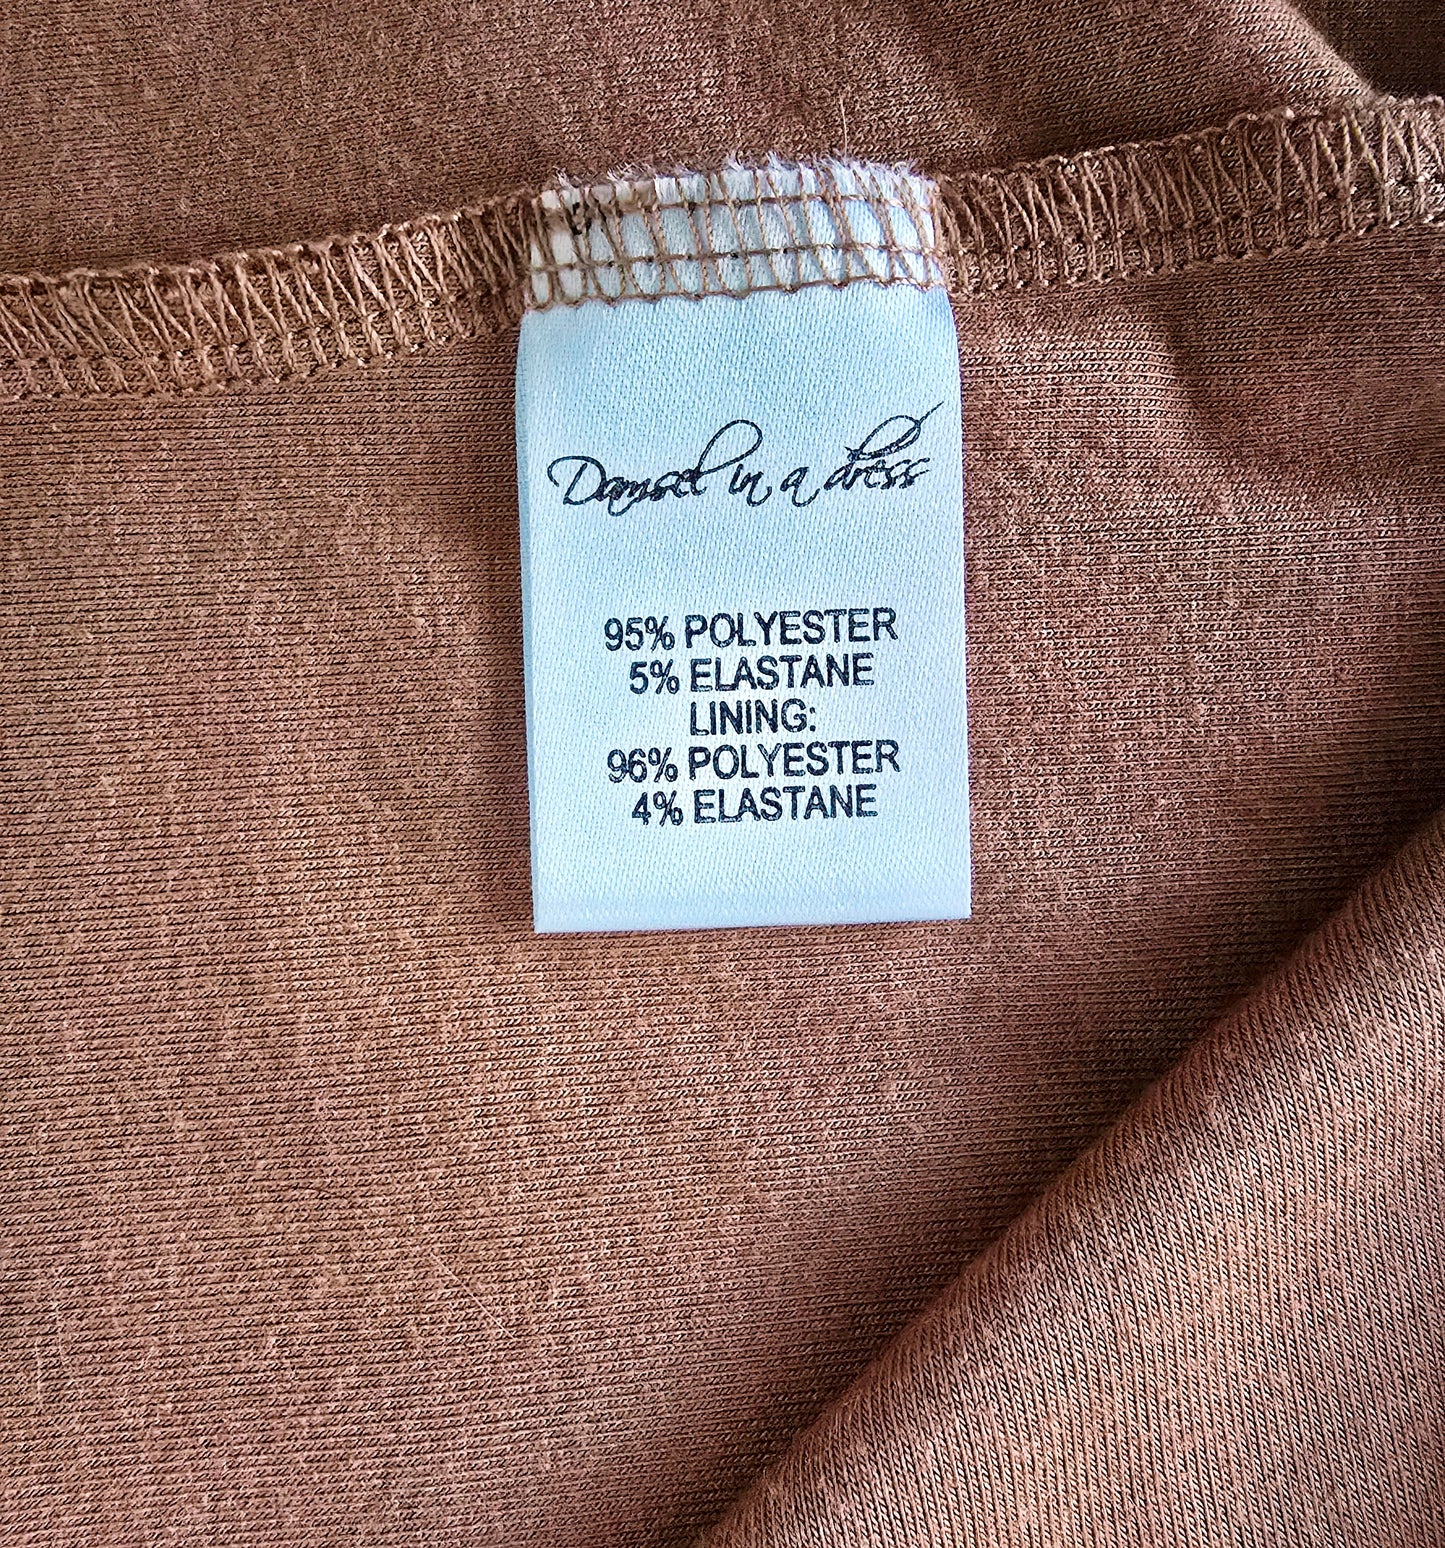 Damsel in a dress
95% POLYESTER
5% ELASTANE
LINING:
96% POLYESTER
4% ELASTANE